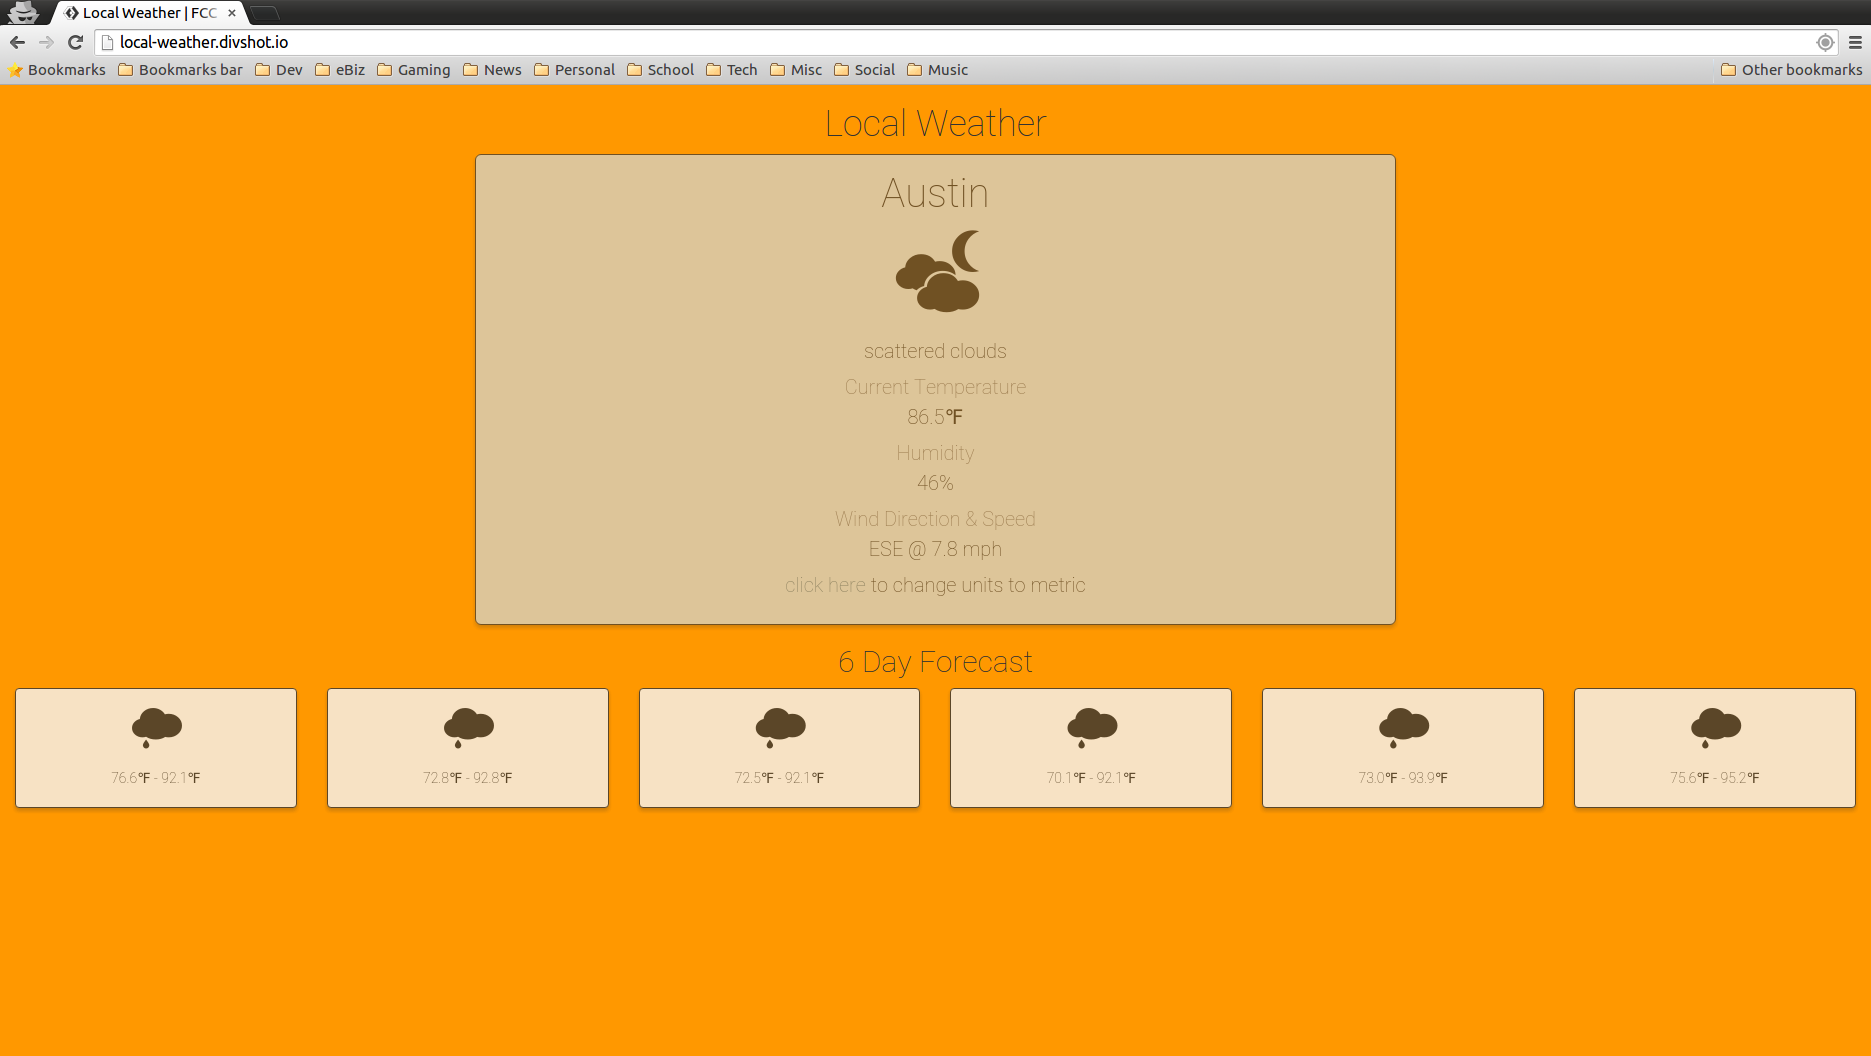 Local Weather | FCC
local-weather.divshot.io
Bookmarks Bookmarks bar Dev eBiz Gaming News Personal School Tech Misc Social Music Other bookmarks
Local Weather
Austin
scattered clouds
Current Temperature
86.5°F
Humidity
46%
Wind Direction & Speed
ESE @ 7.8 mph
click here to change units to metric
6 Day Forecast
76.6°F - 92.1°F
72.8°F - 92.8°F
72.5°F - 92.1°F
70.1°F - 92.1°F
73.0°F - 93.9°F
75.6°F - 95.2°F